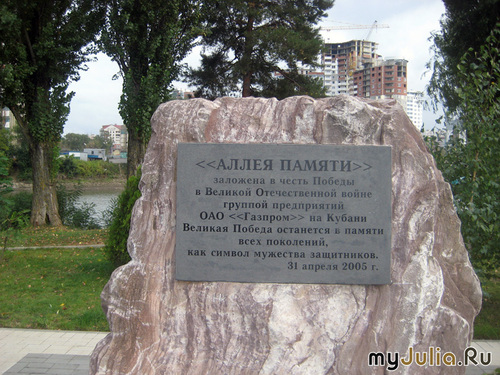 <<АЛЛЕЯ ПАМЯТИ>>
заложена в честь Победы
в Великой Отечественной войне
группой предприятий
ОАО <<Газпром>> на Кубани
Великая Победа останется в памяти
всех поколений,
как символ мужества защитников.
31 апреля 2005 г.
myJulia.Ru